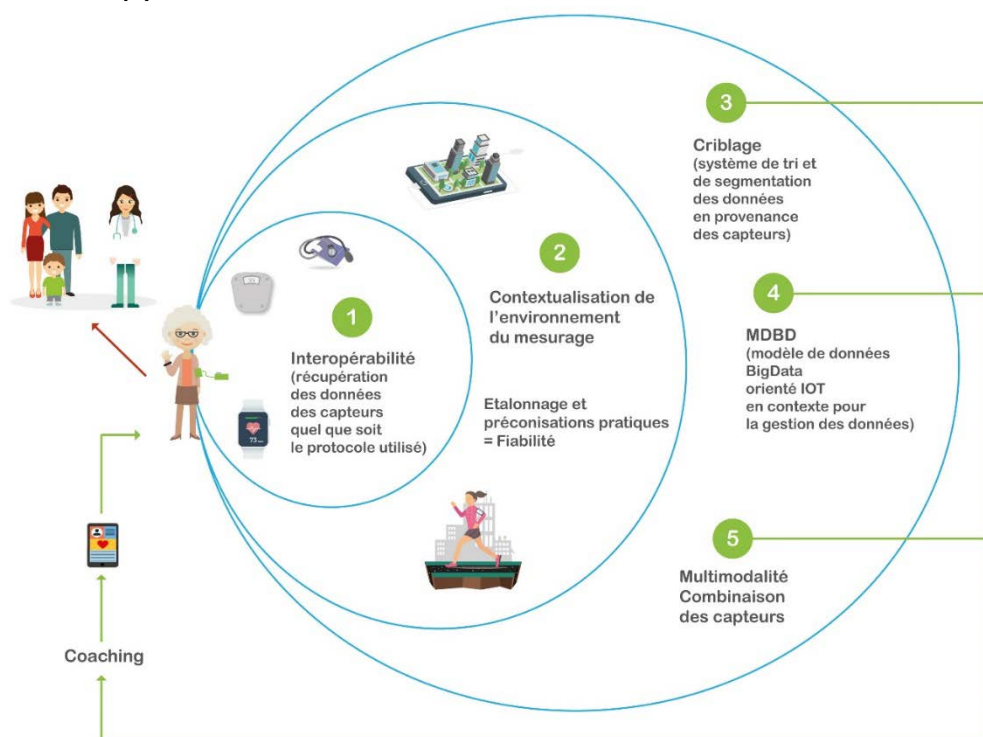 1
Interopérabilité
(récupération
des données
des capteurs
quel que soit
le protocole utilisé)
73
2
Contextualisation de
l'environnement
du mesurage
Etalonnage et
préconisations pratiques
= Fiabilité
3
Criblage
(système de tri et
de segmentation
des données
en provenance
des capteurs)
4
MDBD
(modèle de données
BigData
orienté IOT
en contexte pour
la gestion des données)
5
Multimodalité
Combinaison
des capteurs
Coaching